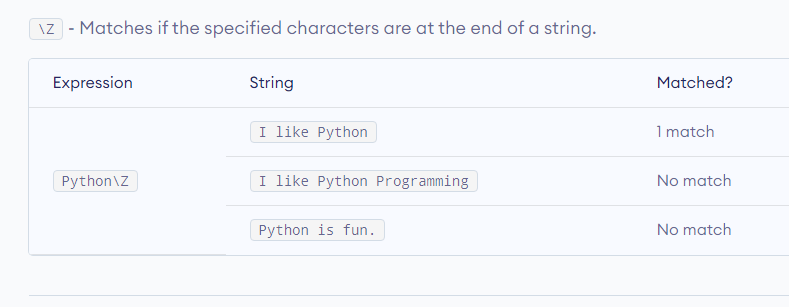 \Z - Matches if the specified characters are at the end of a string.
Expression String Matched?
I like Python 1 match
Python\Z I like Python Programming No match
Python is fun. No match